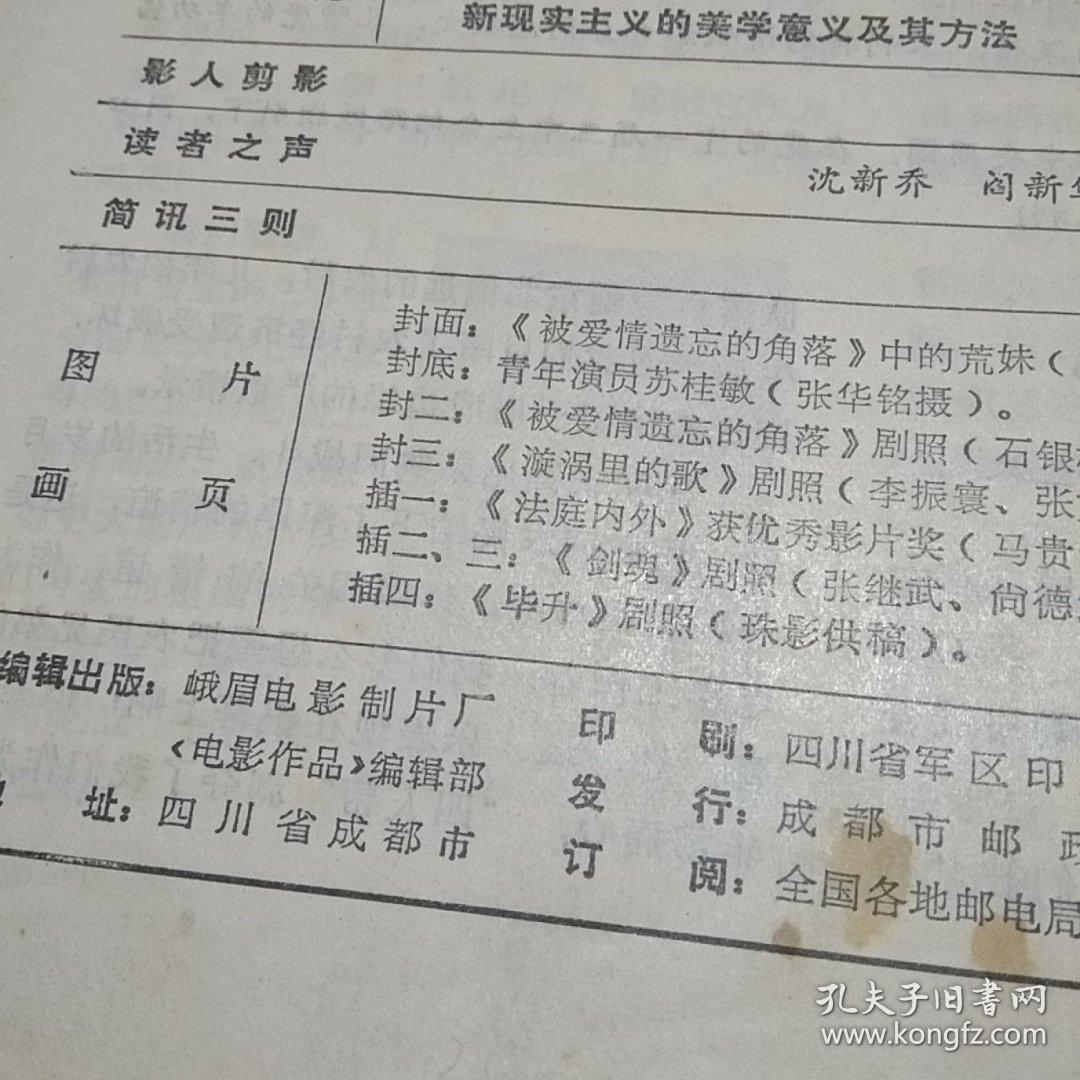 新现实主义的美学意义及其方法
影人剪影
读者之声
沈新乔 阎新
简讯三则
图片
画页
封面：《被爱情遗忘的角落》中的荒妹（
封底：青年演员苏桂敏（张华铭摄）。
封二：《被爱情遗忘的角落》剧照（石银
封三：《漩涡里的歌》剧照（李振寰、张
插一：《法庭内外》获优秀影片奖（马贵
插二、三：《剑魂》剧照（张继武、尚德
插四：《毕升》剧照（珠影供稿）。
编辑出版：峨眉电影制片厂
《电影作品》编辑部
址：四川省成都市
印刷：四川省军区印
发行：成都市邮政
订阅：全国各地邮电局
孔夫子旧書网
www.kongfz.com